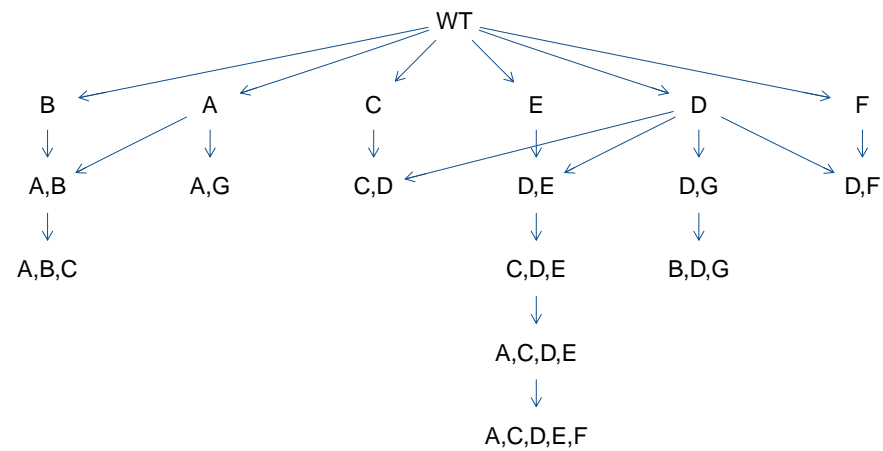 WT
B A C E D F
A,B A,G C,D D,E D,G D,F
A,B,C C,D,E B,D,G
A,C,D,E
A,C,D,E,F